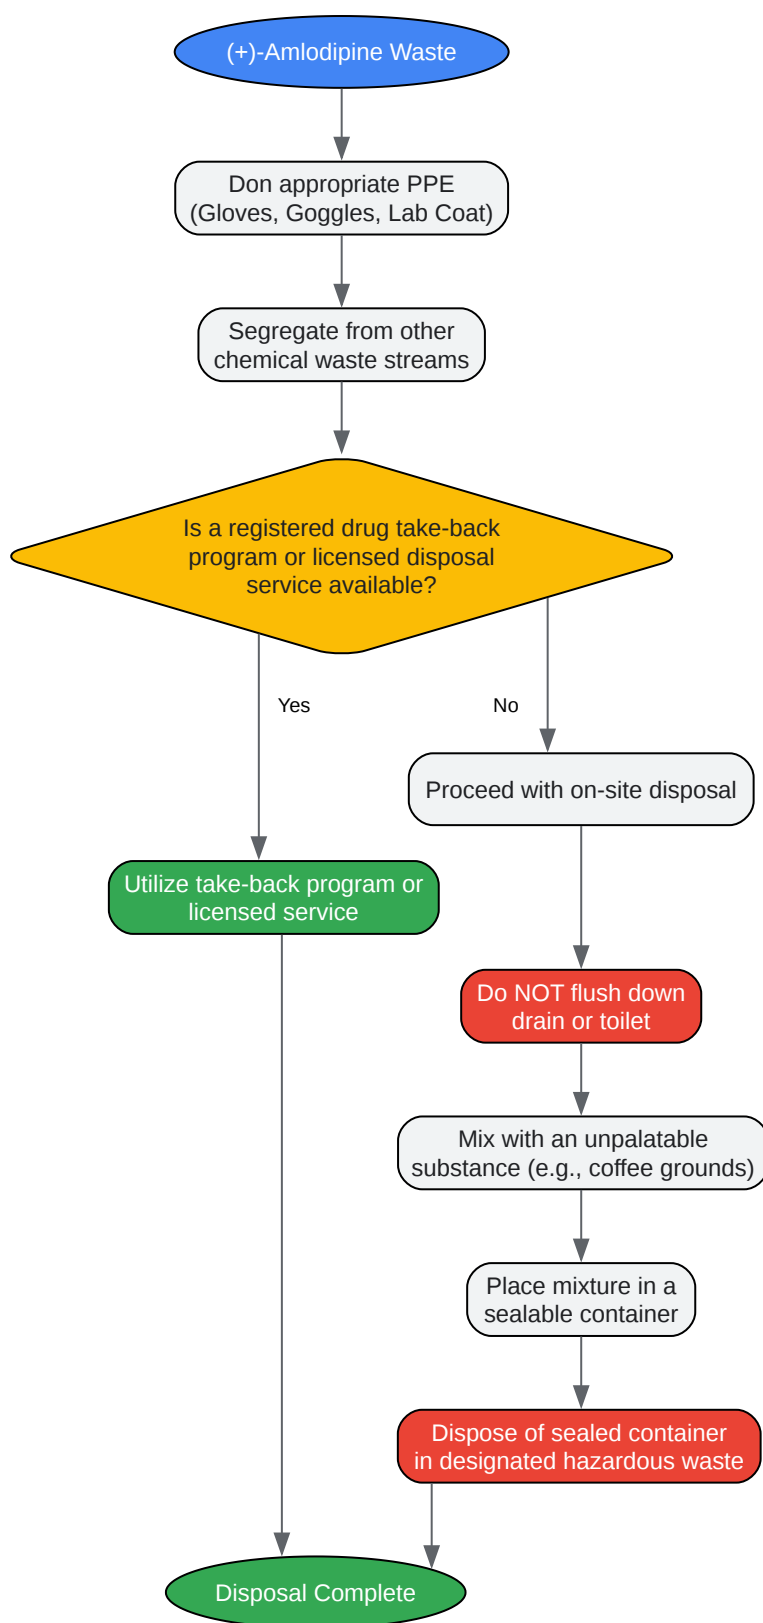 (+)-Amlodipine Waste
Don appropriate PPE
(Gloves, Goggles, Lab Coat)
Segregate from other
chemical waste streams
Is a registered drug take-back
program or licensed disposal
service available?
Yes
No
Proceed with on-site disposal
Utilize take-back program or
licensed service
Do NOT flush down
drain or toilet
Mix with an unpalatable
substance (e.g., coffee grounds)
Place mixture in a
sealable container
Dispose of sealed container
in designated hazardous waste
Disposal Complete